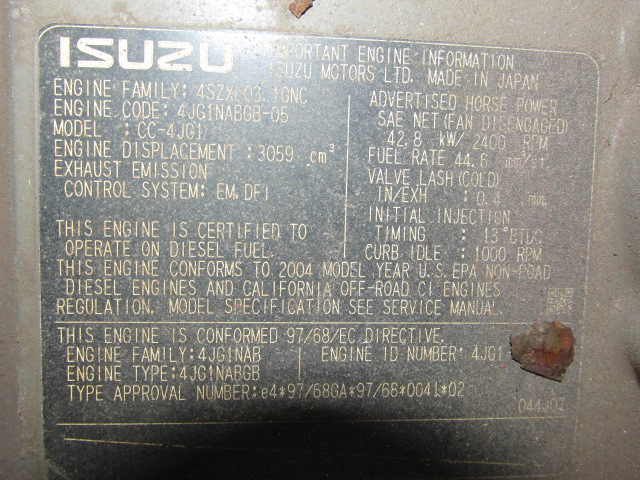 ISUZU IMPORTANT ENGINE INFORMATION
ISUZU MOTORS LTD. MADE IN JAPAN
ENGINE FAMILY: 4SZXL03.1GNC
ENGINE CODE: 4JG1NABGB-05
MODEL : CC-4JG1
ENGINE DISPLACEMENT:3059 cm³
EXHAUST EMISSION
CONTROL SYSTEM: EM, DFI
ADVERTISED HORSE POWER
SAE NET(FAN DISENGAGED)
42.8 kW/ 2400 RPM
FUEL RATE 44.6 mm³/st
VALVE LASH(COLD)
IN/EXH : 0.4 mm
INITIAL INJECTION
TIMING : 13°BTDC
CURB IDLE : 1000 RPM
THIS ENGINE IS CERTIFIED TO
OPERATE ON DIESEL FUEL.
THIS ENGINE CONFORMS TO 2004 MODEL YEAR U.S.EPA NON-ROAD
DIESEL ENGINES AND CALIFORNIA OFF-ROAD CI ENGINES
REGULATION. MODEL SPECIFICATION SEE SERVICE MANUAL.
THIS ENGINE IS CONFORMED 97/68/EC DIRECTIVE.
ENGINE FAMILY:4JG1NAB
ENGINE TYPE:4JG1NABGB
ENGINE ID NUMBER: 4JG1
TYPE APPROVAL NUMBER:e4*97/68GA*97/68*0041*02
044J02